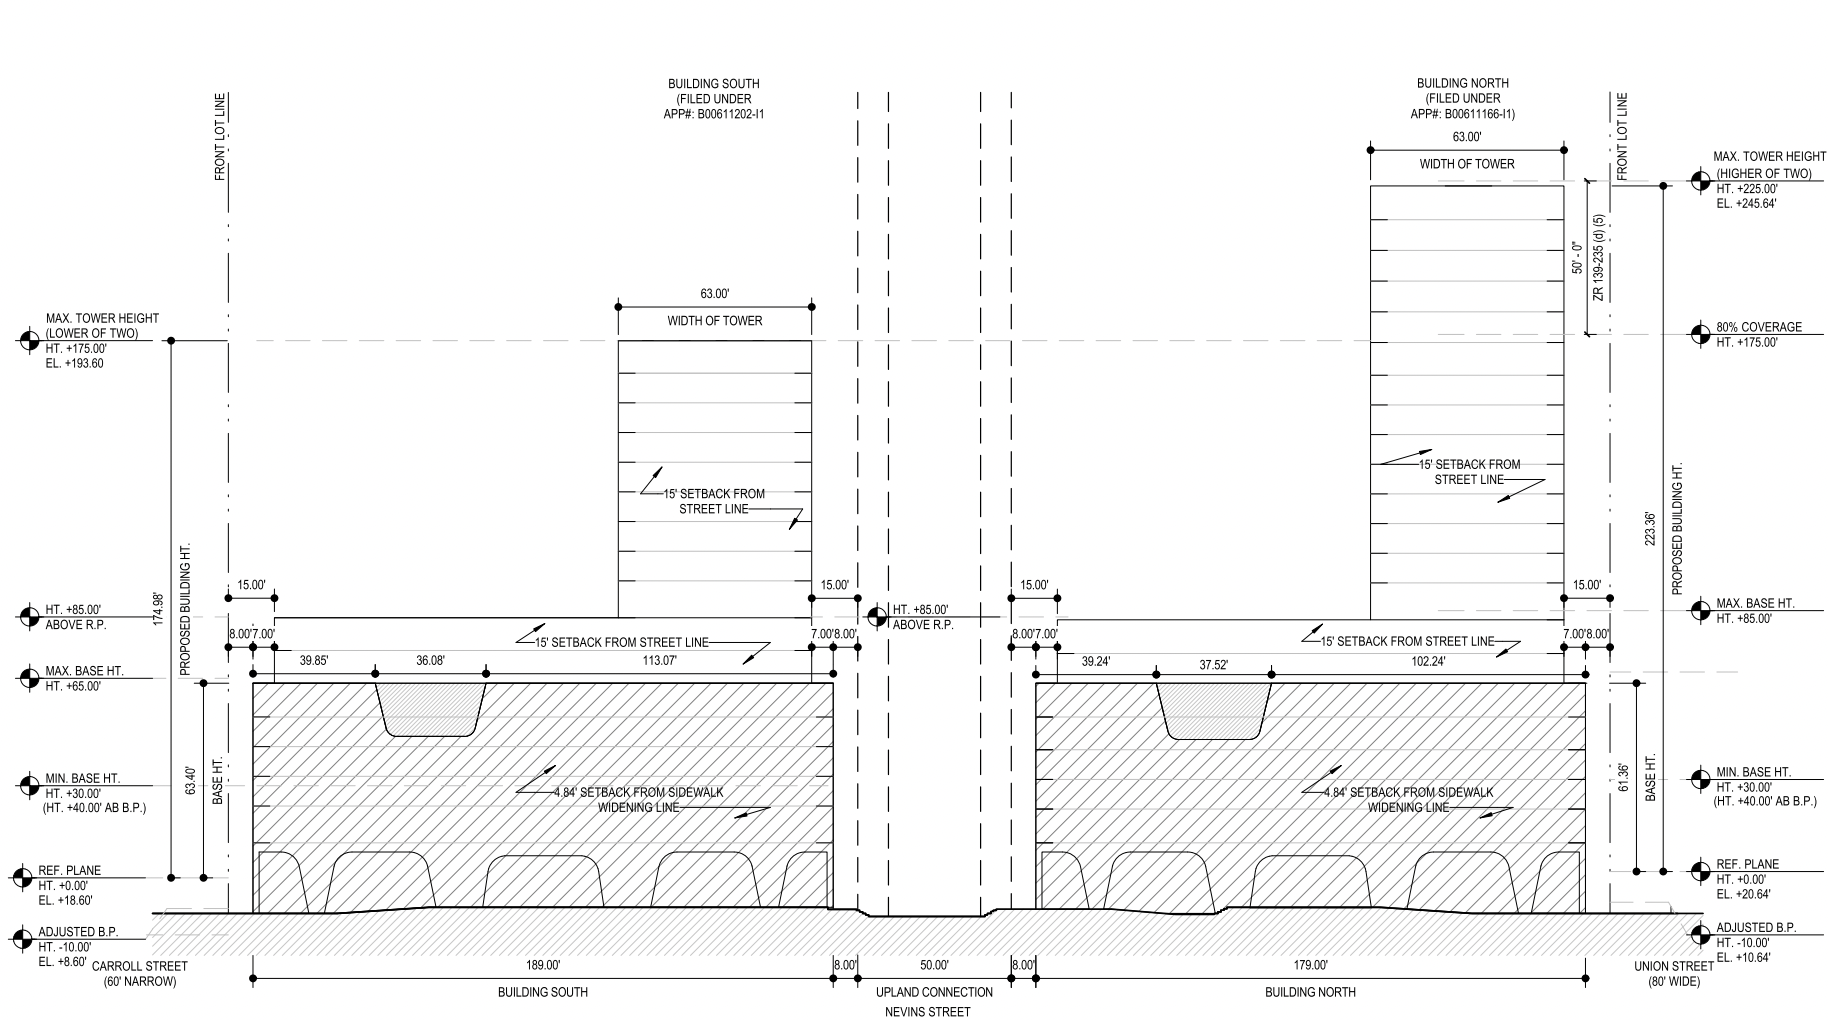 BUILDING SOUTH
(FILED UNDER
APP#: B00611202-I1
BUILDING NORTH
(FILED UNDER
APP#: B00611166-I1)
FRONT LOT LINE
FRONT LOT LINE
63.00'
WIDTH OF TOWER
MAX. TOWER HEIGHT
(HIGHER OF TWO)
HT. +225.00'
EL. +245.64'
50' - 0"
ZR 139-235 (d) (5)
63.00'
WIDTH OF TOWER
MAX. TOWER HEIGHT
(LOWER OF TWO)
HT. +175.00'
EL. +193.60
80% COVERAGE
HT. +175.00'
15' SETBACK FROM
STREET LINE
15' SETBACK FROM
STREET LINE
174.98'
PROPOSED BUILDING HT.
223.36'
PROPOSED BUILDING HT.
15.00'
15.00'
15.00'
15.00'
HT. +85.00'
ABOVE R.P.
HT. +85.00'
ABOVE R.P.
MAX. BASE HT.
HT. +85.00'
8.00'
7.00'
15' SETBACK FROM STREET LINE
7.00'
8.00'
8.00'
7.00'
15' SETBACK FROM STREET LINE
7.00'
8.00'
39.85'
36.08'
113.07'
39.24'
37.52'
102.24'
MAX. BASE HT.
HT. +65.00'
63.40'
BASE HT.
61.36'
BASE HT.
MIN. BASE HT.
HT. +30.00'
(HT. +40.00' AB B.P.)
4.84' SETBACK FROM SIDEWALK
WIDENING LINE
4.84' SETBACK FROM SIDEWALK
WIDENING LINE
MIN. BASE HT.
HT. +30.00'
(HT. +40.00' AB B.P.)
REF. PLANE
HT. +0.00'
EL. +18.60'
REF. PLANE
HT. +0.00'
EL. +20.64'
ADJUSTED B.P.
HT. -10.00'
EL. +8.60'
ADJUSTED B.P.
HT. -10.00'
EL. +10.64'
CARROLL STREET
(60' NARROW)
189.00'
8.00'
50.00'
8.00'
179.00'
UNION STREET
(80' WIDE)
BUILDING SOUTH
UPLAND CONNECTION
BUILDING NORTH
NEVINS STREET